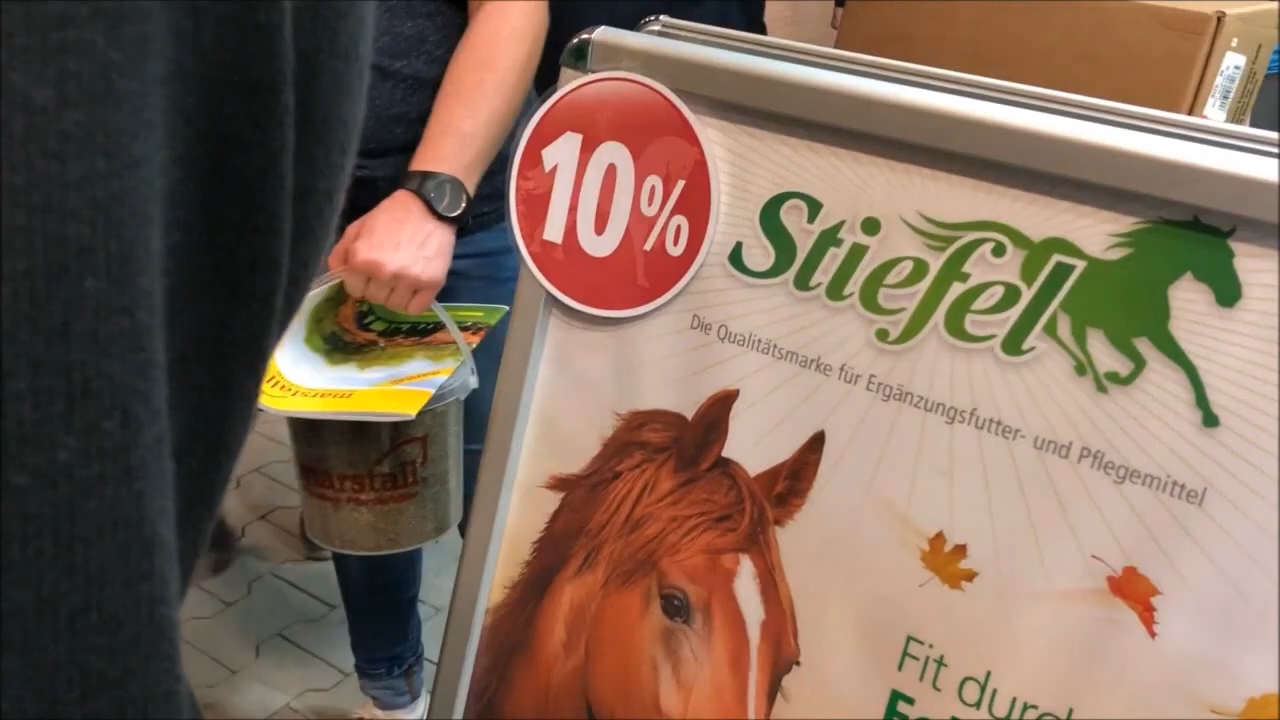 10%
Stiefel
Die Qualitätsmarke für Ergänzungsfutter- und Pflegemittel
Fit durch
marstall
marstall